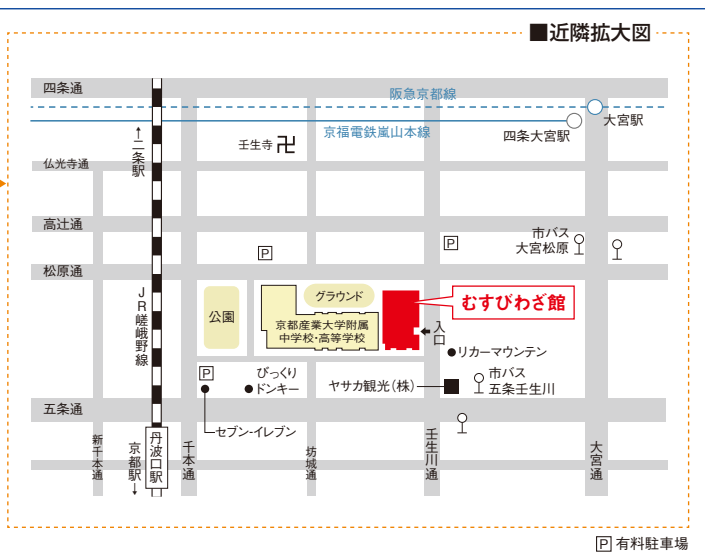 ■近隣拡大図
四条通
阪急京都線
大宮駅
京福電鉄嵐山本線
四条大宮駅
↑二条駅
壬生寺卍
仏光寺通
高辻通
市バス
大宮松原
P
P
松原通
JR嵯峨野線
公園
グラウンド
京都産業大学附属
中学校・高等学校
むすびわざ館
←入口
●リカーマウンテン
P
びっくり
●ドンキー
ヤサカ観光(株)
市バス
五条壬生川
五条通
セブン-イレブン
新千本通
京都駅↓
丹波口駅
千本通
坊城通
壬生川通
大宮通
P 有料駐車場